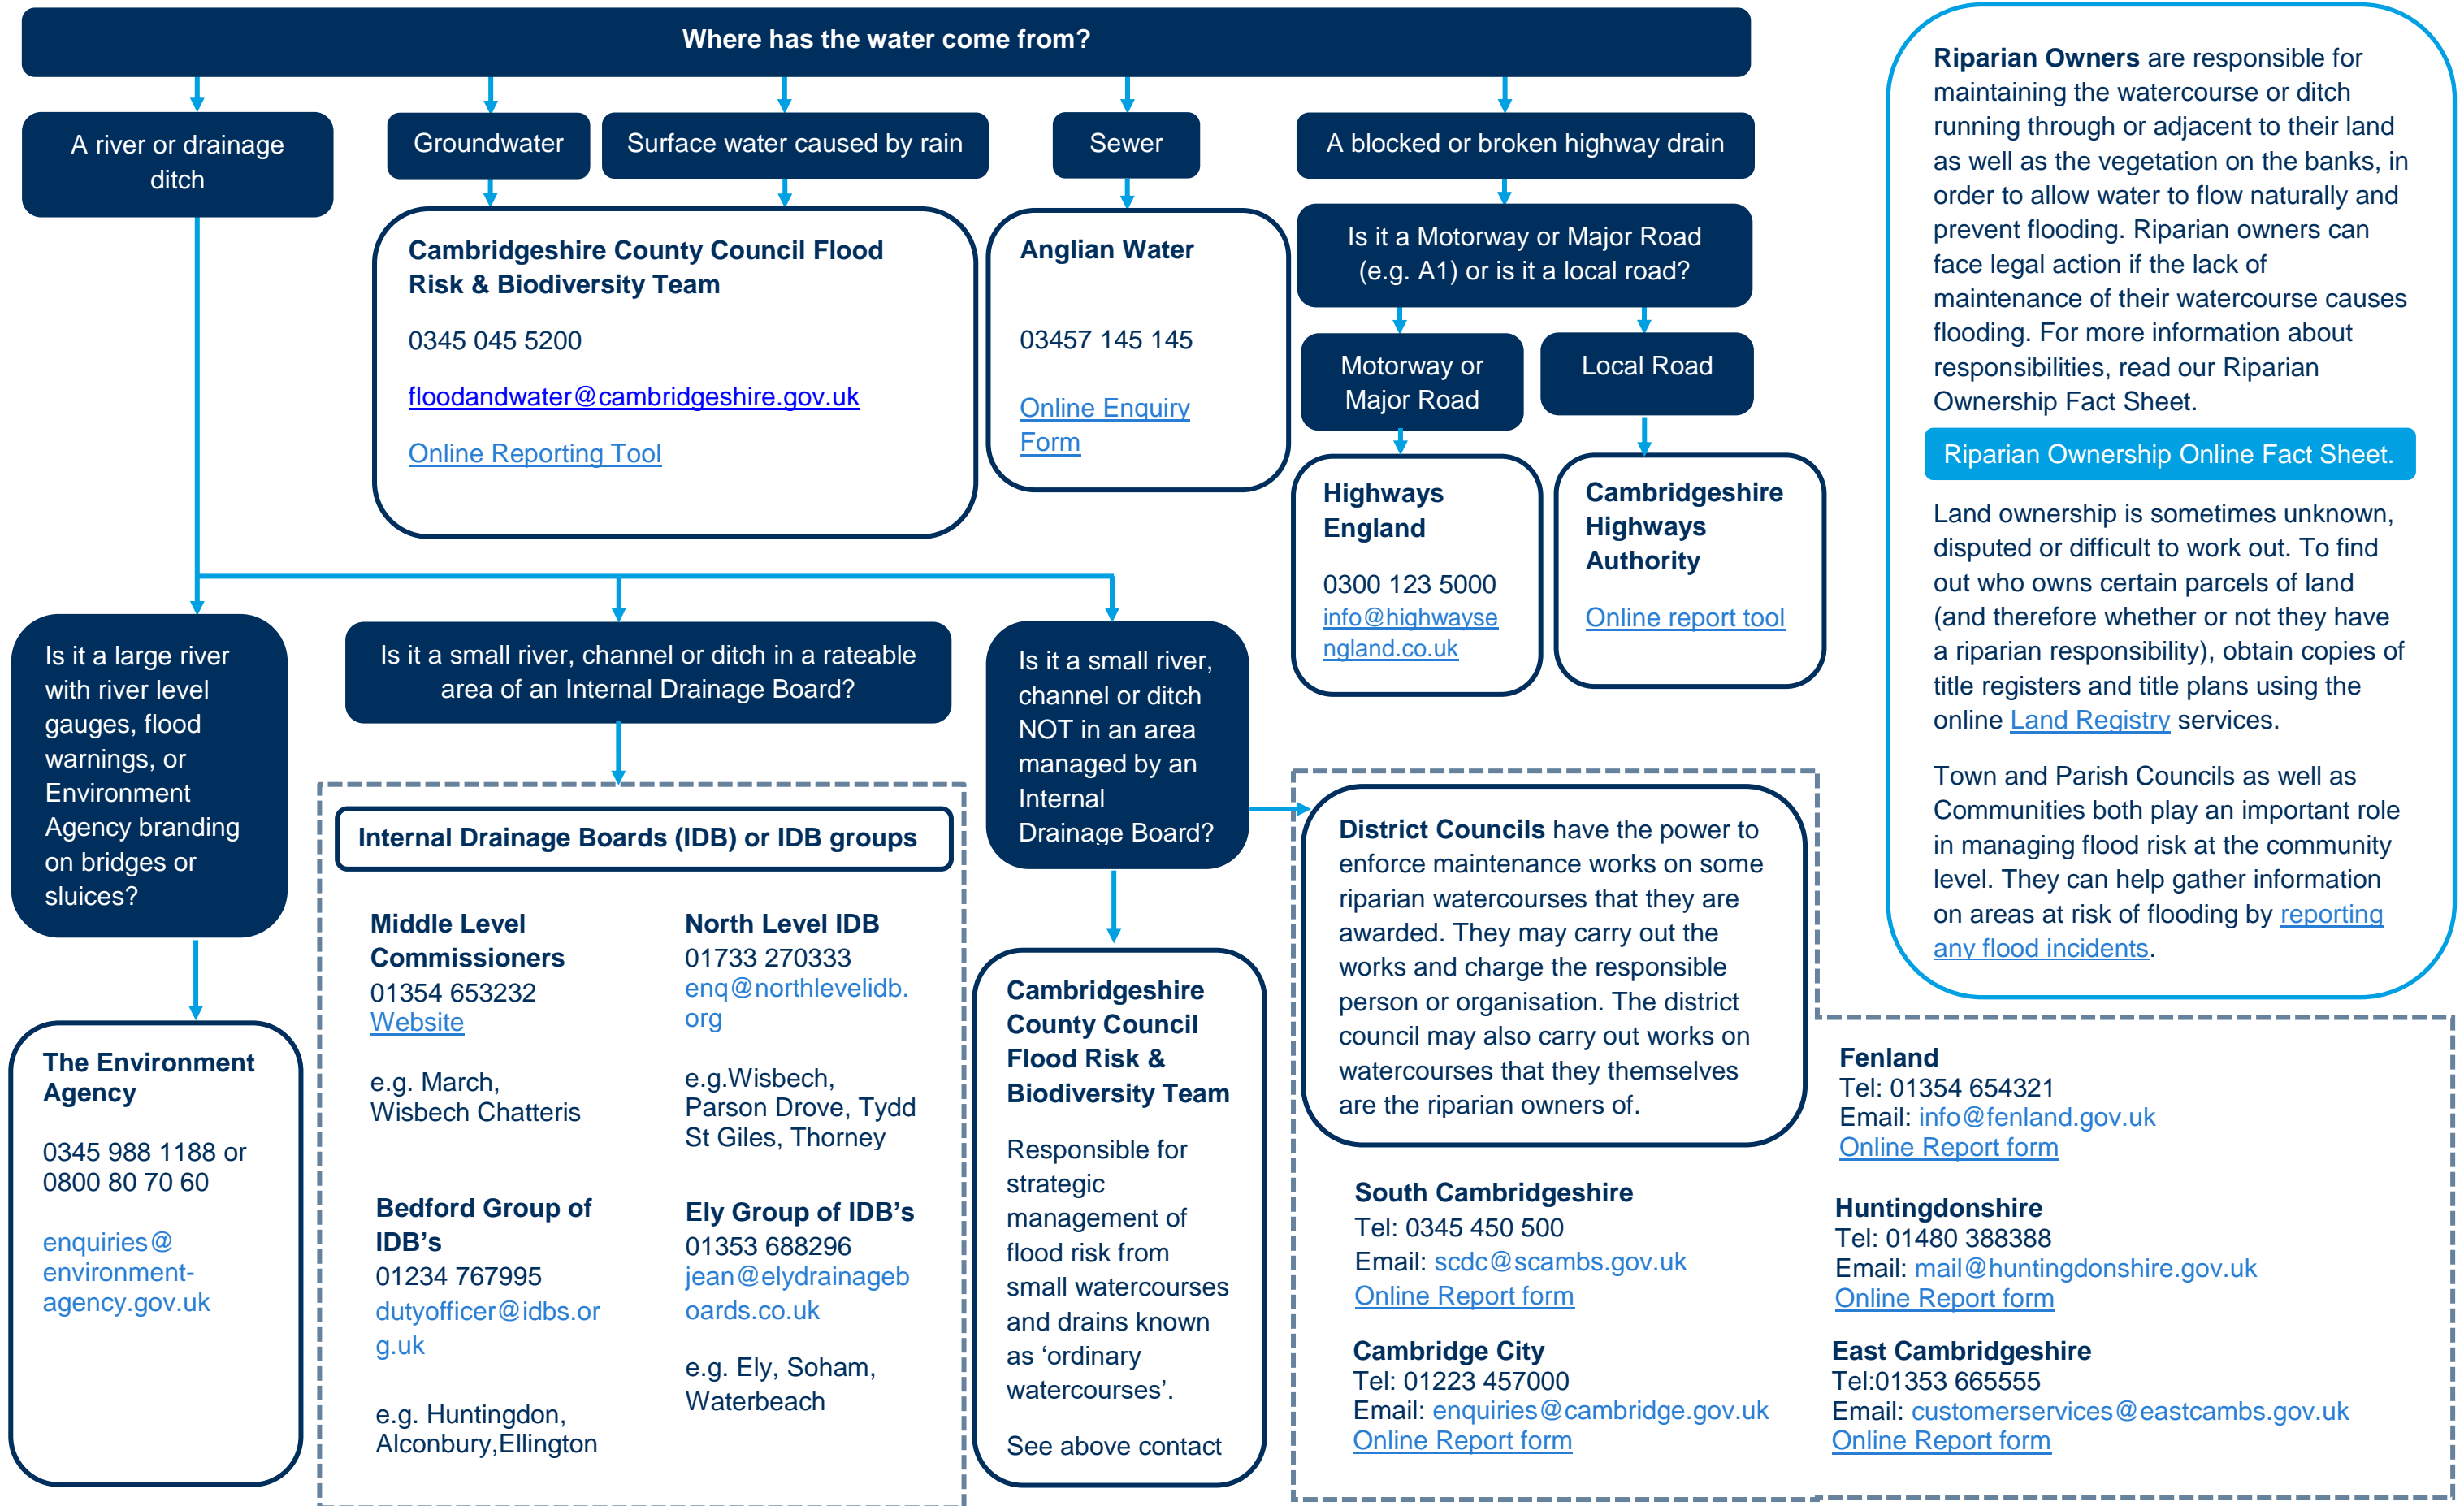 Where has the water come from?
A river or drainage
ditch
Groundwater
Surface water caused by rain
Sewer
A blocked or broken highway drain
Cambridgeshire County Council Flood
Risk & Biodiversity Team
0345 045 5200
floodandwater@cambridgeshire.gov.uk
Online Reporting Tool
Anglian Water
03457 145 145
Online Enquiry
Form
Is it a Motorway or Major Road
(e.g. A1) or is it a local road?
Motorway or
Major Road
Local Road
Highways
England
0300 123 5000
info@highwayse
ngland.co.uk
Cambridgeshire
Highways
Authority
Online report tool
Riparian Owners are responsible for
maintaining the watercourse or ditch
running through or adjacent to their land
as well as the vegetation on the banks, in
order to allow water to flow naturally and
prevent flooding. Riparian owners can
face legal action if the lack of
maintenance of their watercourse causes
flooding. For more information about
responsibilities, read our Riparian
Ownership Fact Sheet.
Riparian Ownership Online Fact Sheet.
Land ownership is sometimes unknown,
disputed or difficult to work out. To find
out who owns certain parcels of land
(and therefore whether or not they have
a riparian responsibility), obtain copies of
title registers and title plans using the
online Land Registry services.
Town and Parish Councils as well as
Communities both play an important role
in managing flood risk at the community
level. They can help gather information
on areas at risk of flooding by reporting
any flood incidents.
Is it a large river
with river level
gauges, flood
warnings, or
Environment
Agency branding
on bridges or
sluices?
The Environment
Agency
0345 988 1188 or
0800 80 70 60
enquiries@
environment-
agency.gov.uk
Is it a small river, channel or ditch in a rateable
area of an Internal Drainage Board?
Internal Drainage Boards (IDB) or IDB groups
Middle Level
Commissioners
01354 653232
Website
e.g. March,
Wisbech Chatteris
North Level IDB
01733 270333
enq@northlevelidb.
org
e.g.Wisbech,
Parson Drove, Tydd
St Giles, Thorney
Bedford Group of
IDB's
01234 767995
dutyofficer@idbs.or
g.uk
e.g. Huntingdon,
Alconbury,Ellington
Ely Group of IDB's
01353 688296
jean@elydrainageb
oards.co.uk
e.g. Ely, Soham,
Waterbeach
Is it a small river,
channel or ditch
NOT in an area
managed by an
Internal
Drainage Board?
Cambridgeshire
County Council
Flood Risk &
Biodiversity Team
Responsible for
strategic
management of
flood risk from
small watercourses
and drains known
as 'ordinary
watercourses'.
See above contact
District Councils have the power to
enforce maintenance works on some
riparian watercourses that they are
awarded. They may carry out the
works and charge the responsible
person or organisation. The district
council may also carry out works on
watercourses that they themselves
are the riparian owners of.
South Cambridgeshire
Tel: 0345 450 500
Email: scdc@scambs.gov.uk
Online Report form
Cambridge City
Tel: 01223 457000
Email: enquiries@cambridge.gov.uk
Online Report form
Fenland
Tel: 01354 654321
Email: info@fenland.gov.uk
Online Report form
Huntingdonshire
Tel: 01480 388388
Email: mail@huntingdonshire.gov.uk
Online Report form
East Cambridgeshire
Tel:01353 665555
Email: customerservices@eastcambs.gov.uk
Online Report form